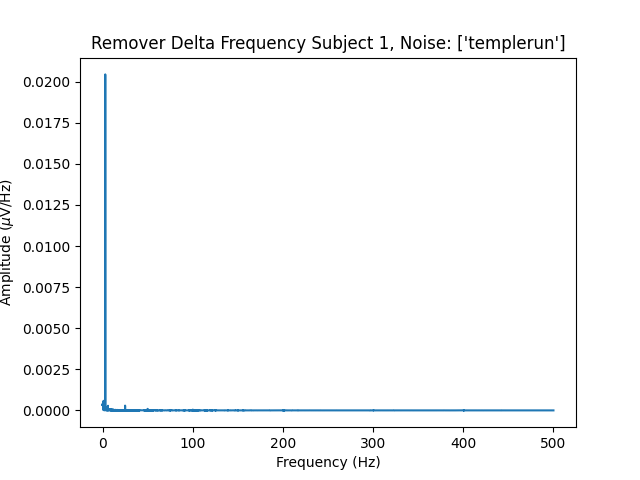 Remover Delta Frequency Subject 1, Noise: ['templerun']
0.0200
0.0175
0.0150
0.0125
0.0100
0.0075
0.0050
0.0025
0.0000
Amplitude (μV/Hz)
0 100 200 300 400 500
Frequency (Hz)